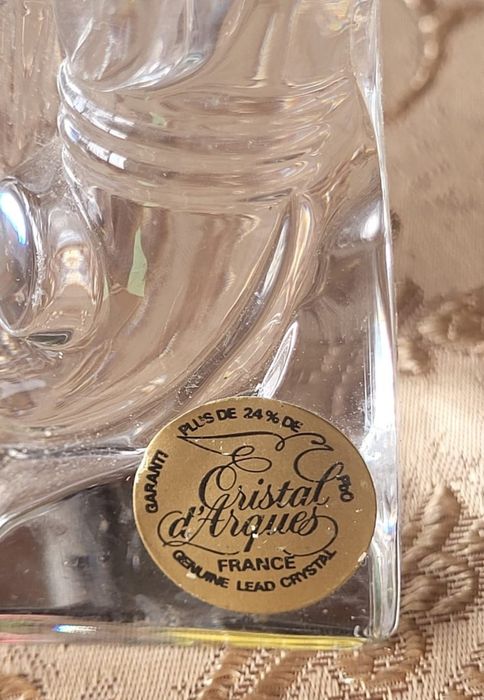 GARANTI PLUS DE 24% DE PbO
Cristal
d'Arques
FRANCE
GENUINE LEAD CRYSTAL